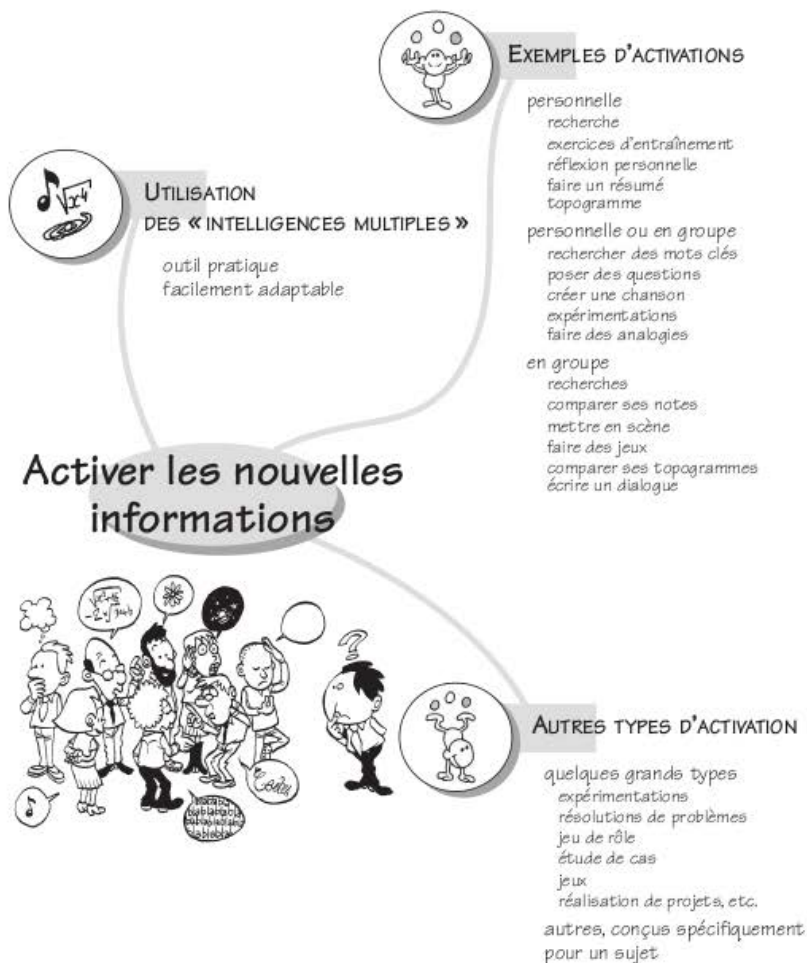 EXEMPLES D'ACTIVATIONS
personnelle
recherche
exercices d'entraînement
réflexion personnelle
faire un résumé
topogramme
personnelle ou en groupe
rechercher des mots clés
poser des questions
créer une chanson
expérimentations
faire des analogies
en groupe
recherches
comparer ses notes
mettre en scène
faire des jeux
comparer ses topogrammes
écrire un dialogue
UTILISATION
DES « INTELLIGENCES MULTIPLES »
outil pratique
facilement adaptable
Activer les nouvelles
informations
?
AUTRES TYPES D'ACTIVATION
quelques grands types
expérimentations
résolutions de problèmes
jeu de rôle
étude de cas
jeux
réalisation de projets, etc.
autres, conçus spécifiquement
pour un sujet